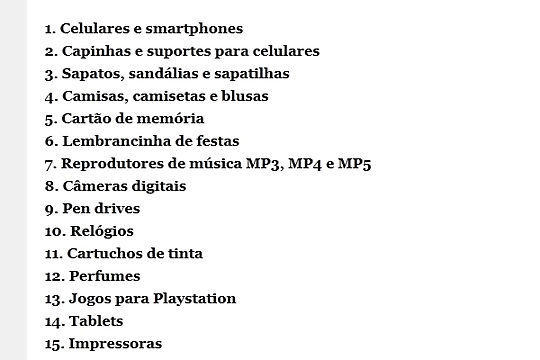 1. Celulares e smartphones
2. Capinhas e suportes para celulares
3. Sapatos, sandálias e sapatilhas
4. Camisas, camisetas e blusas
5. Cartão de memória
6. Lembrancinha de festas
7. Reprodutores de música MP3, MP4 e MP5
8. Câmeras digitais
9. Pen drives
10. Relógios
11. Cartuchos de tinta
12. Perfumes
13. Jogos para Playstation
14. Tablets
15. Impressoras